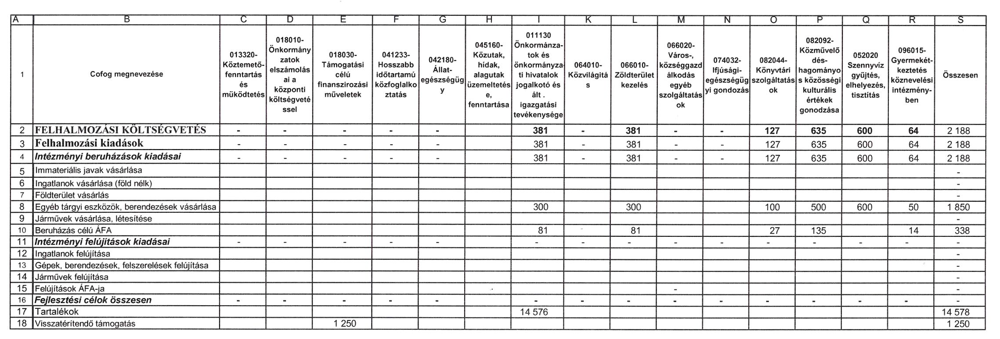 A B C D E F G H I K L M N O P Q R S
1 Cofog megnevezése 013320-Köztemető-fenntartás és müködtetés 018010-Önkormány zatok elszámolás ai a központi költségveté ssel 018030-Támogatási célú finanszirozási műveletek 041233-Hosszabb időtartamú közfoglalko ztatás 042180-Állat-egészségüg y 045160-Közutak, hídak, alagutak üzemeltetés e, fenntartása 011130 Önkormánza-tok és önkormányza-ti hivatalok jogalkotó és ált . igazgatási tevékenysége 064010-Közvilágitá s 066010-Zöldterület kezelés 066020-Város-, községgazd álkodás egyéb szolgáltatás ok 074032-Ifjúsági-egészségüg yi gondozás 082044-Könyvtári szolgáltatás ok 082092-Közművelő dés-hagományo s közösségi kulturális értékek gonodzása 052020 Szennyvíz gyűjtés, elhelyezés, tisztítás 096015-Gyermekét-keztetés köznevelési intézmény-ben Összesen
2 FELHALMOZÁSI KÖLTSÉGVETÉS - - - - - 381 - 381 - - 127 635 600 64 2 188
3 Felhalmozási kiadások - - - - - 381 - 381 - - 127 635 600 64 2 188
4 Intézményi beruházások kiadásai - - - - - 381 - 381 - - 127 635 600 64 2 188
5 Immateriális javak vásárlása -
6 Ingatlanok vásárlása (föld nélk) -
7 Földterület vásárlás -
8 Egyéb tárgyi eszközök, berendezések vásárlása 300 300 100 500 600 50 1 850
9 Járművek vásárlása, létesítése -
10 Beruházás célú ÁFA 81 81 27 135 14 338
11 Intézményi felújítások kiadásai - - - - - - - - - - - - - - -
12 Ingatlanok felújítása -
13 Gépek, berendezések, felszerelések felújítása -
14 Járművek felújítása -
15 Felújítások ÁFA-ja - -
16 Fejlesztési célok összesen - - - - - - - - - - - - - - -
17 Tartalékok 14 576 14 578
18 Visszatérítendő támogatás 1 250 1 250